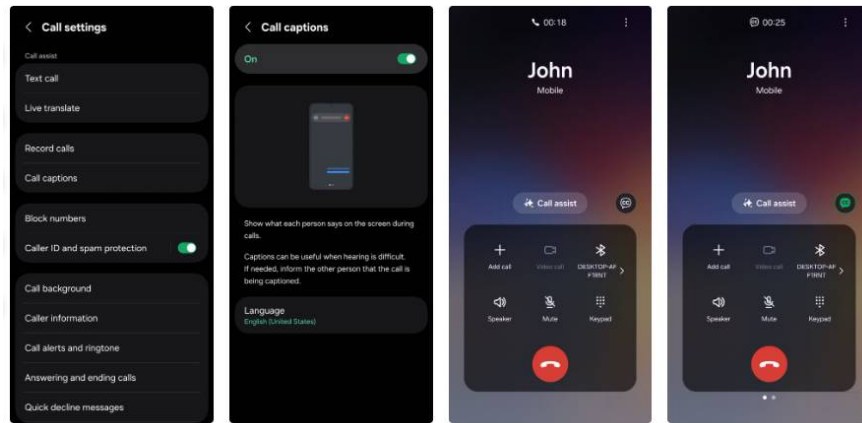 Call settings
Call assist
Text call
Live translate
Record calls
Call captions
Block numbers
Caller ID and spam protection
Call background
Caller information
Call alerts and ringtone
Answering and ending calls
Quick decline messages
Call captions
On
Show what each person says on the screen during
calls.
Captions can be useful when hearing is difficult.
If needed, inform the other person that the call is
being captioned.
Language
English (United States)
00:18
John
Mobile
Call assist
Add call
Video call
DESKTOP-AF
F1RNT
Speaker
Mute
Keypad
00:25
John
Mobile
Call assist
Add call
Video call
DESKTOP-AF
F1RNT
Speaker
Mute
Keypad